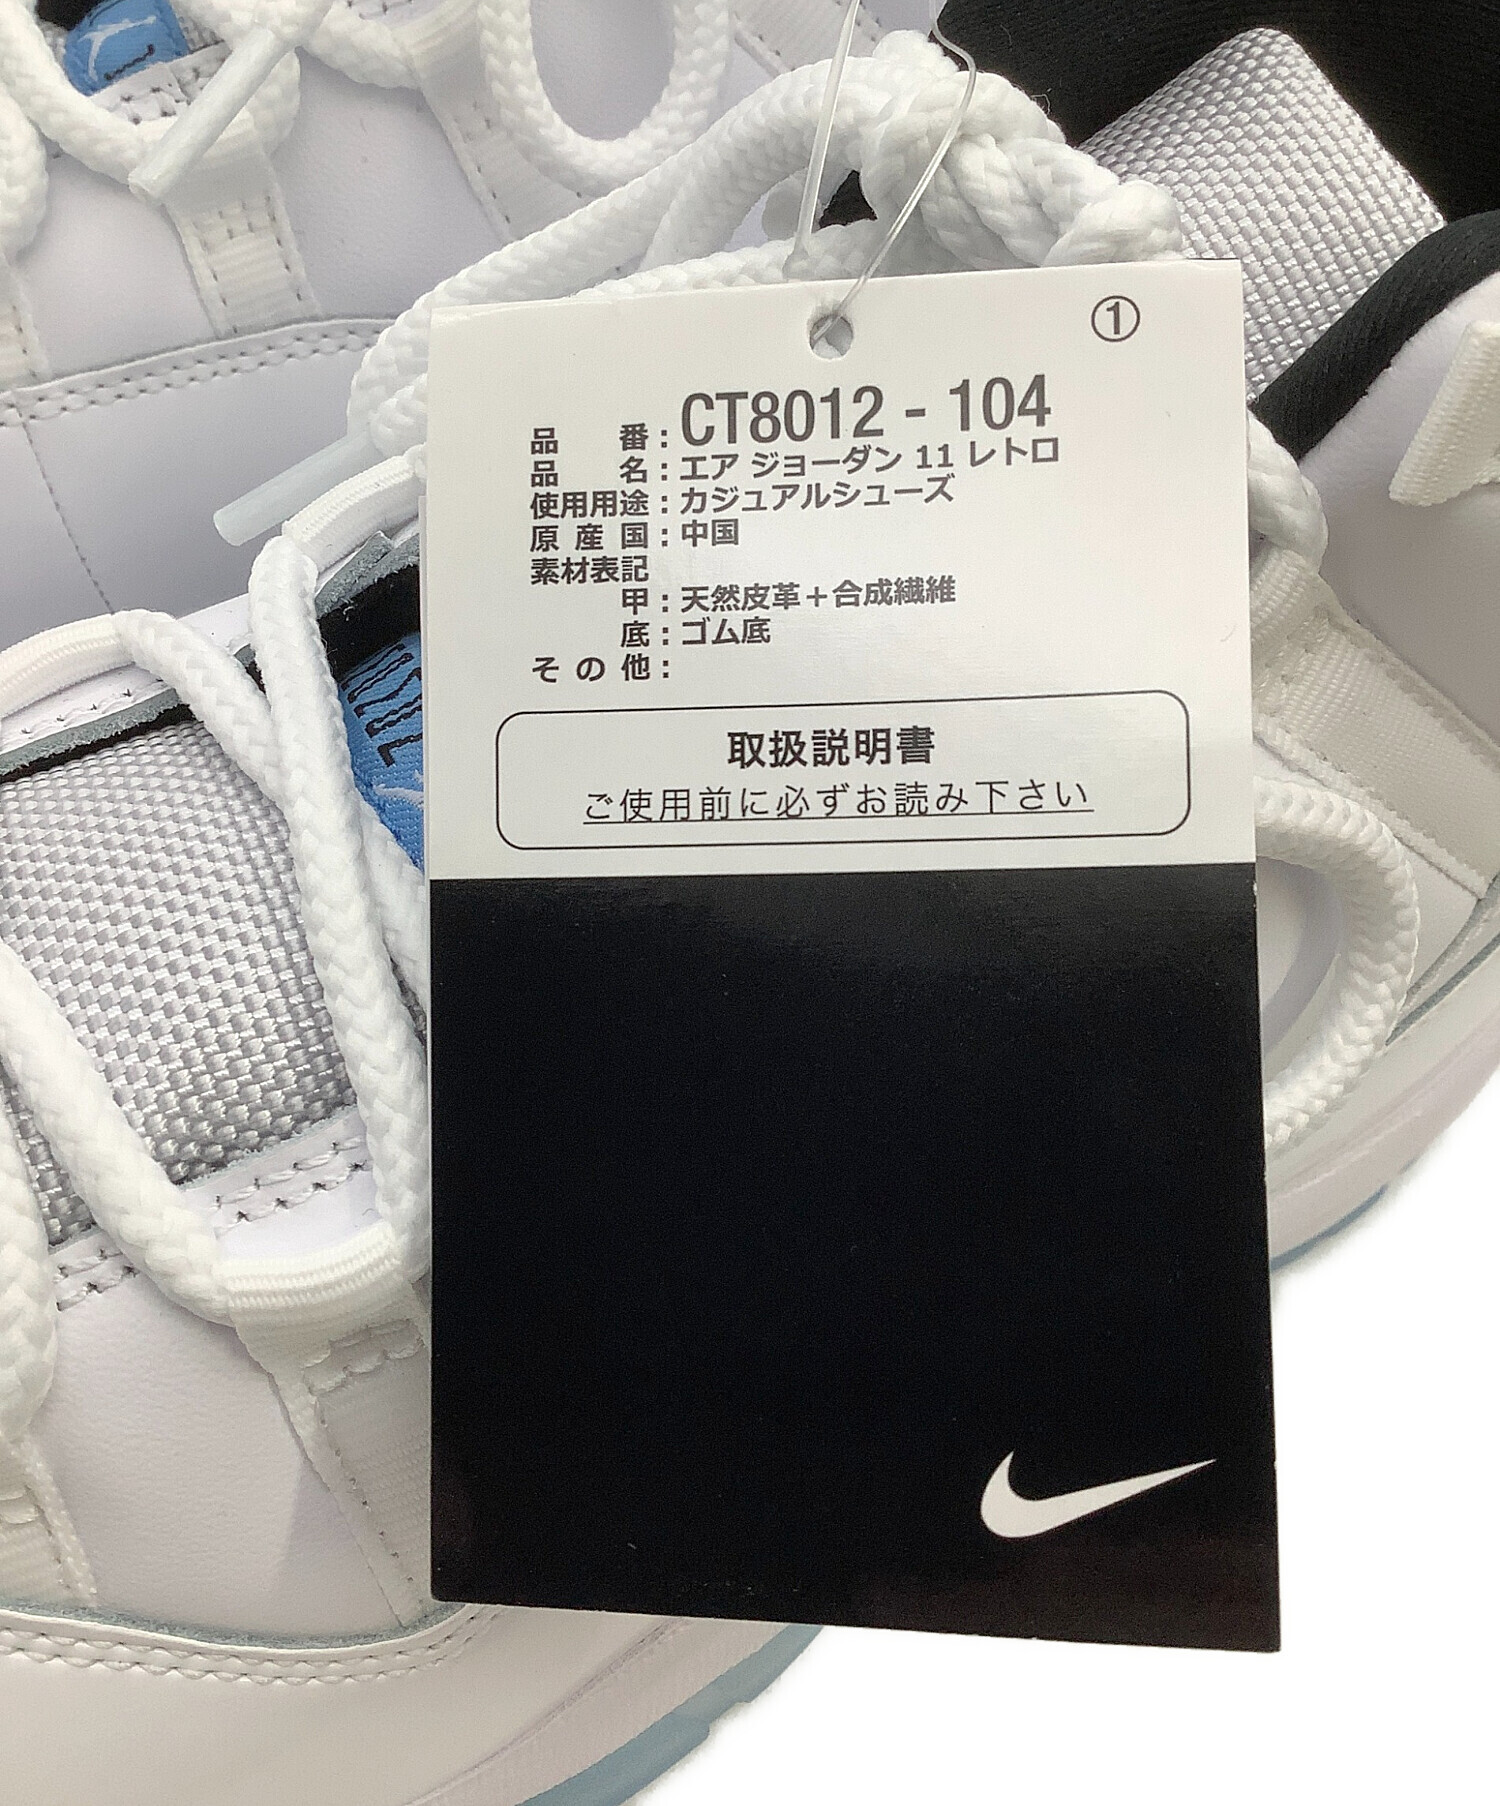 ①
品番：CT8012 - 104
品名：エア ジョーダン 11 レトロ
使用用途：カジュアルシューズ
原産国：中国
素材表記
甲：天然皮革＋合成繊維
底：ゴム底
その他：
取扱説明書
ご使用前に必ずお読み下さい